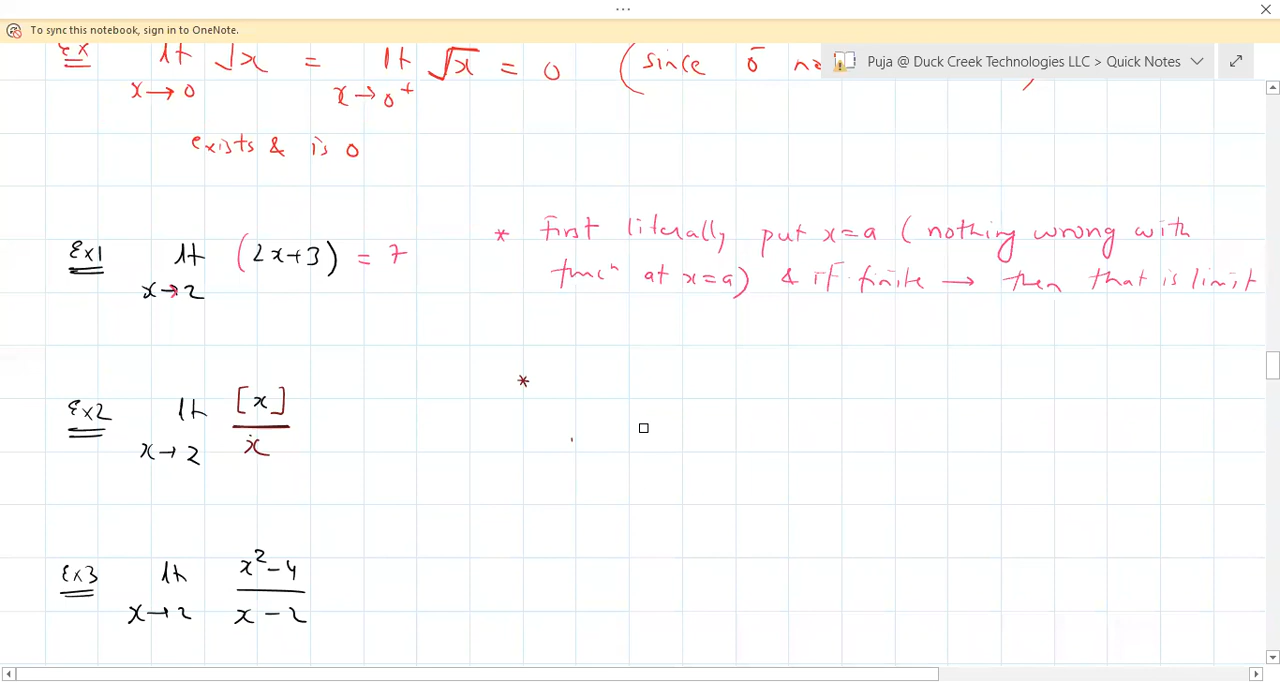 ...
To sync this notebook, sign in to OneNote.
Ex lt √x = lt √x = 0 (since 0⁻
x→0 x→0⁺
Puja @ Duck Creek Technologies LLC > Quick Notes
exists & is 0
Ex1 lt (2x+3) = 7
x→2
* First literally put x=a (nothing wrong with
funcⁿ at x=a) & if finite → then that is limit
Ex2 lt [x]/x
x→2
*
Ex3 lt x²-4/x-2
x→2